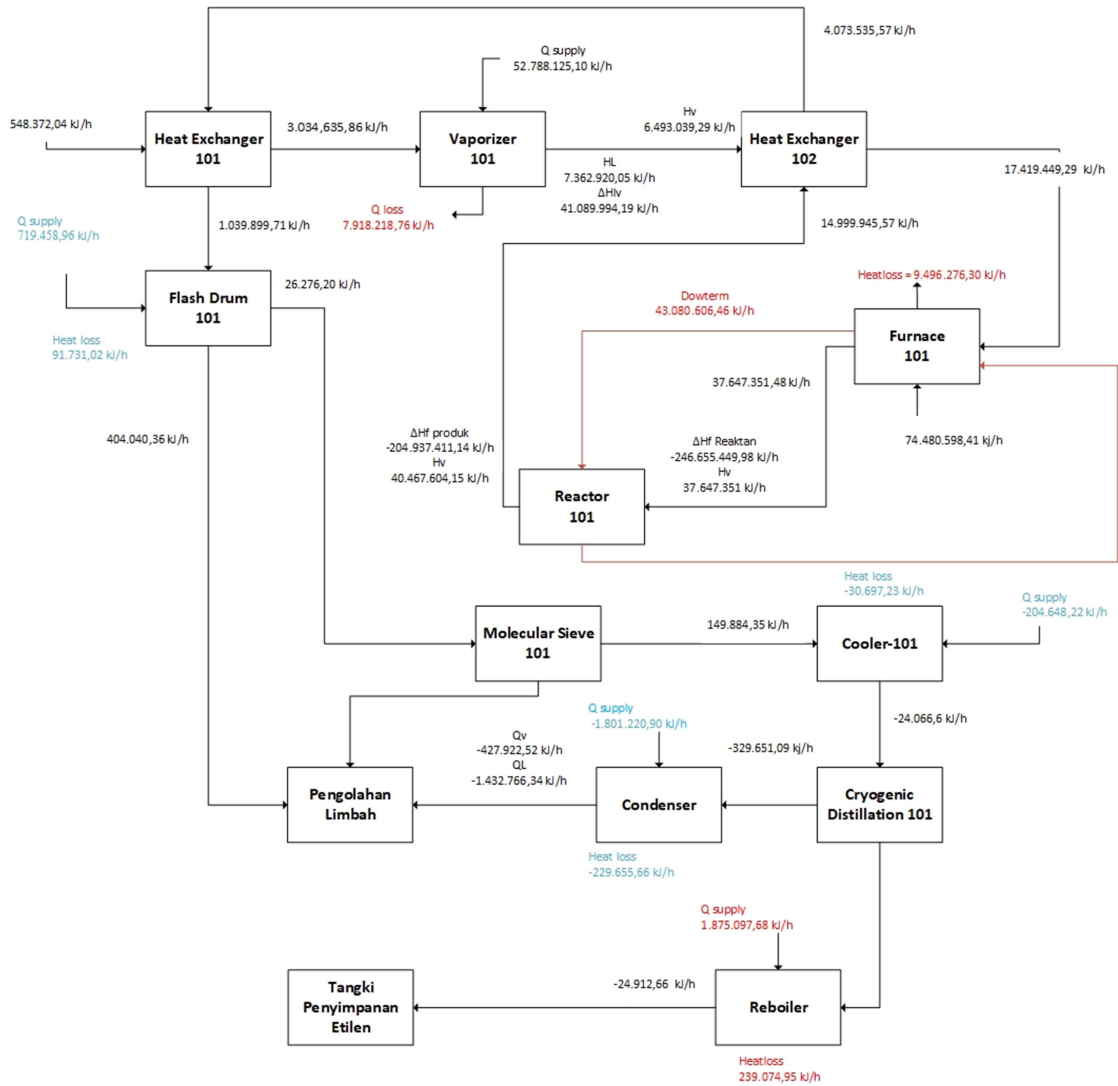 4.073.535,57 kJ/h
Q supply
52.788.125,10 kJ/h
548.372,04 kJ/h
Heat Exchanger
101
3.034,635,86 kJ/h
Vaporizer
101
Hv
6.493.039,29 kJ/h
HL
7.362.920,05 kJ/h
ΔHlv
41.089.994,19 kJ/h
Heat Exchanger
102
17.419.449,29 kJ/h
Q supply
719.458,96 kJ/h
1.039.899,71 kJ/h
Q loss
7.918.218,76 kJ/h
14.999.945,57 kJ/h
Flash Drum
101
26.276,20 kJ/h
Heat loss
91.731,02 kJ/h
Heatloss = 9.496.276,30 kJ/h
Dowterm
43.080.606,46 kJ/h
Furnace
101
37.647.351,48 kJ/h
74.480.598,41 kj/h
404.040,36 kJ/h
ΔHf produk
-204.937.411,14 kJ/h
Hv
40.467.604,15 kJ/h
ΔHf Reaktan
-246.655.449,98 kJ/h
Hv
37.647.351 kJ/h
Reactor
101
Heat loss
-30.697,23 kJ/h
Q supply
-204.648,22 kJ/h
Molecular Sieve
101
149.884,35 kJ/h
Cooler-101
-24.066,6 kJ/h
Q supply
-1.801.220,90 kJ/h
Qv
-427.922,52 kJ/h
QL
-1.432.766,34 kJ/h
-329.651,09 kj/h
Pengolahan
Limbah
Condenser
Cryogenic
Distillation 101
Heat loss
-229.655,66 kJ/h
Q supply
1.875.097,68 kJ/h
Tangki
Penyimpanan
Etilen
-24.912,66 kJ/h
Reboiler
Heatloss
239.074,95 kJ/h